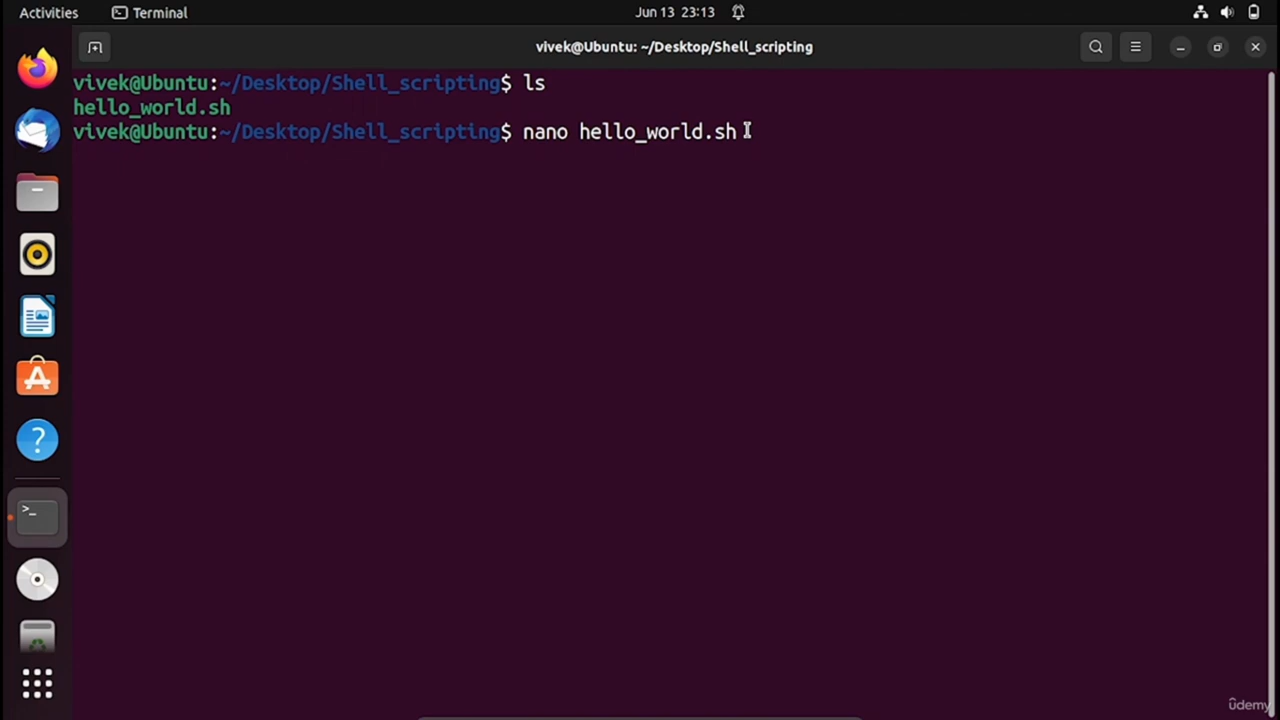 Activities
Terminal
Jun 13 23:13
vivek@Ubuntu: ~/Desktop/Shell_scripting
vivek@Ubuntu:~/Desktop/Shell_scripting$ ls
hello_world.sh
vivek@Ubuntu:~/Desktop/Shell_scripting$ nano hello_world.sh
ûdemy